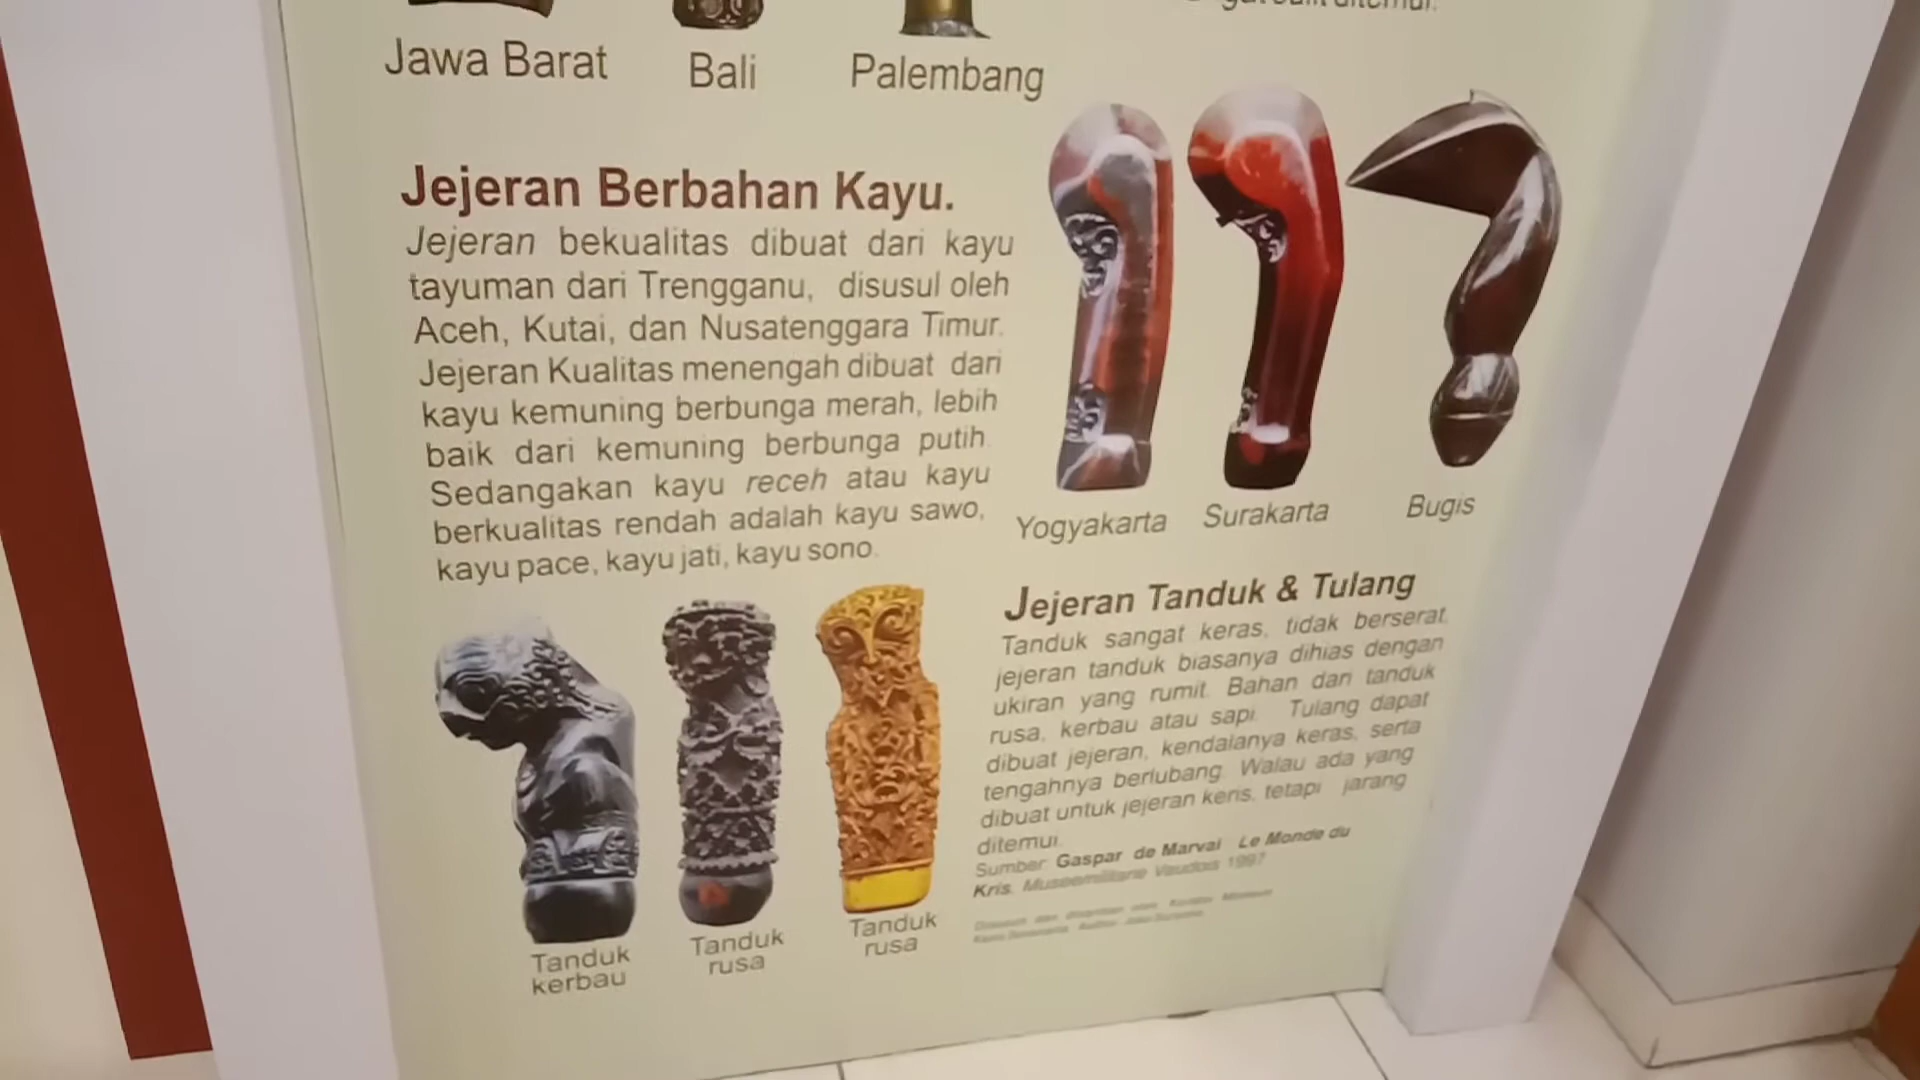 Jawa Barat
Bali
Palembang
Jejeran Berbahan Kayu.
Jejeran bekualitas dibuat dari kayu
tayuman dari Trengganu, disusul oleh
Aceh, Kutai, dan Nusatenggara Timur.
Jejeran Kualitas menengah dibuat dari
kayu kemuning berbunga merah, lebih
baik dari kemuning berbunga putih.
Sedangakan kayu receh atau kayu
berkualitas rendah adalah kayu sawo,
kayu pace, kayu jati, kayu sono.
Yogyakarta
Surakarta
Bugis
Tanduk
kerbau
Tanduk
rusa
Tanduk
rusa
Jejeran Tanduk & Tulang
Tanduk sangat keras, tidak berserat,
jejeran tanduk biasanya dihias dengan
ukiran yang rumit. Bahan dari tanduk
rusa, kerbau atau sapi. Tulang dapat
dibuat jejeran, kendalanya keras, serta
tengahnya berlubang. Walau ada yang
dibuat untuk jejeran keris, tetapi jarang
ditemui.
Sumber: Gaspar de Marval Le Monde du
Kris. Vaudois 1997